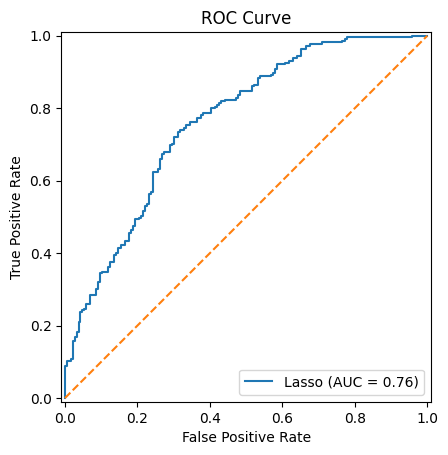 ROC Curve
1.0
0.8
0.6
0.4
0.2
0.0
True Positive Rate
Lasso (AUC = 0.76)
0.0 0.2 0.4 0.6 0.8 1.0
False Positive Rate